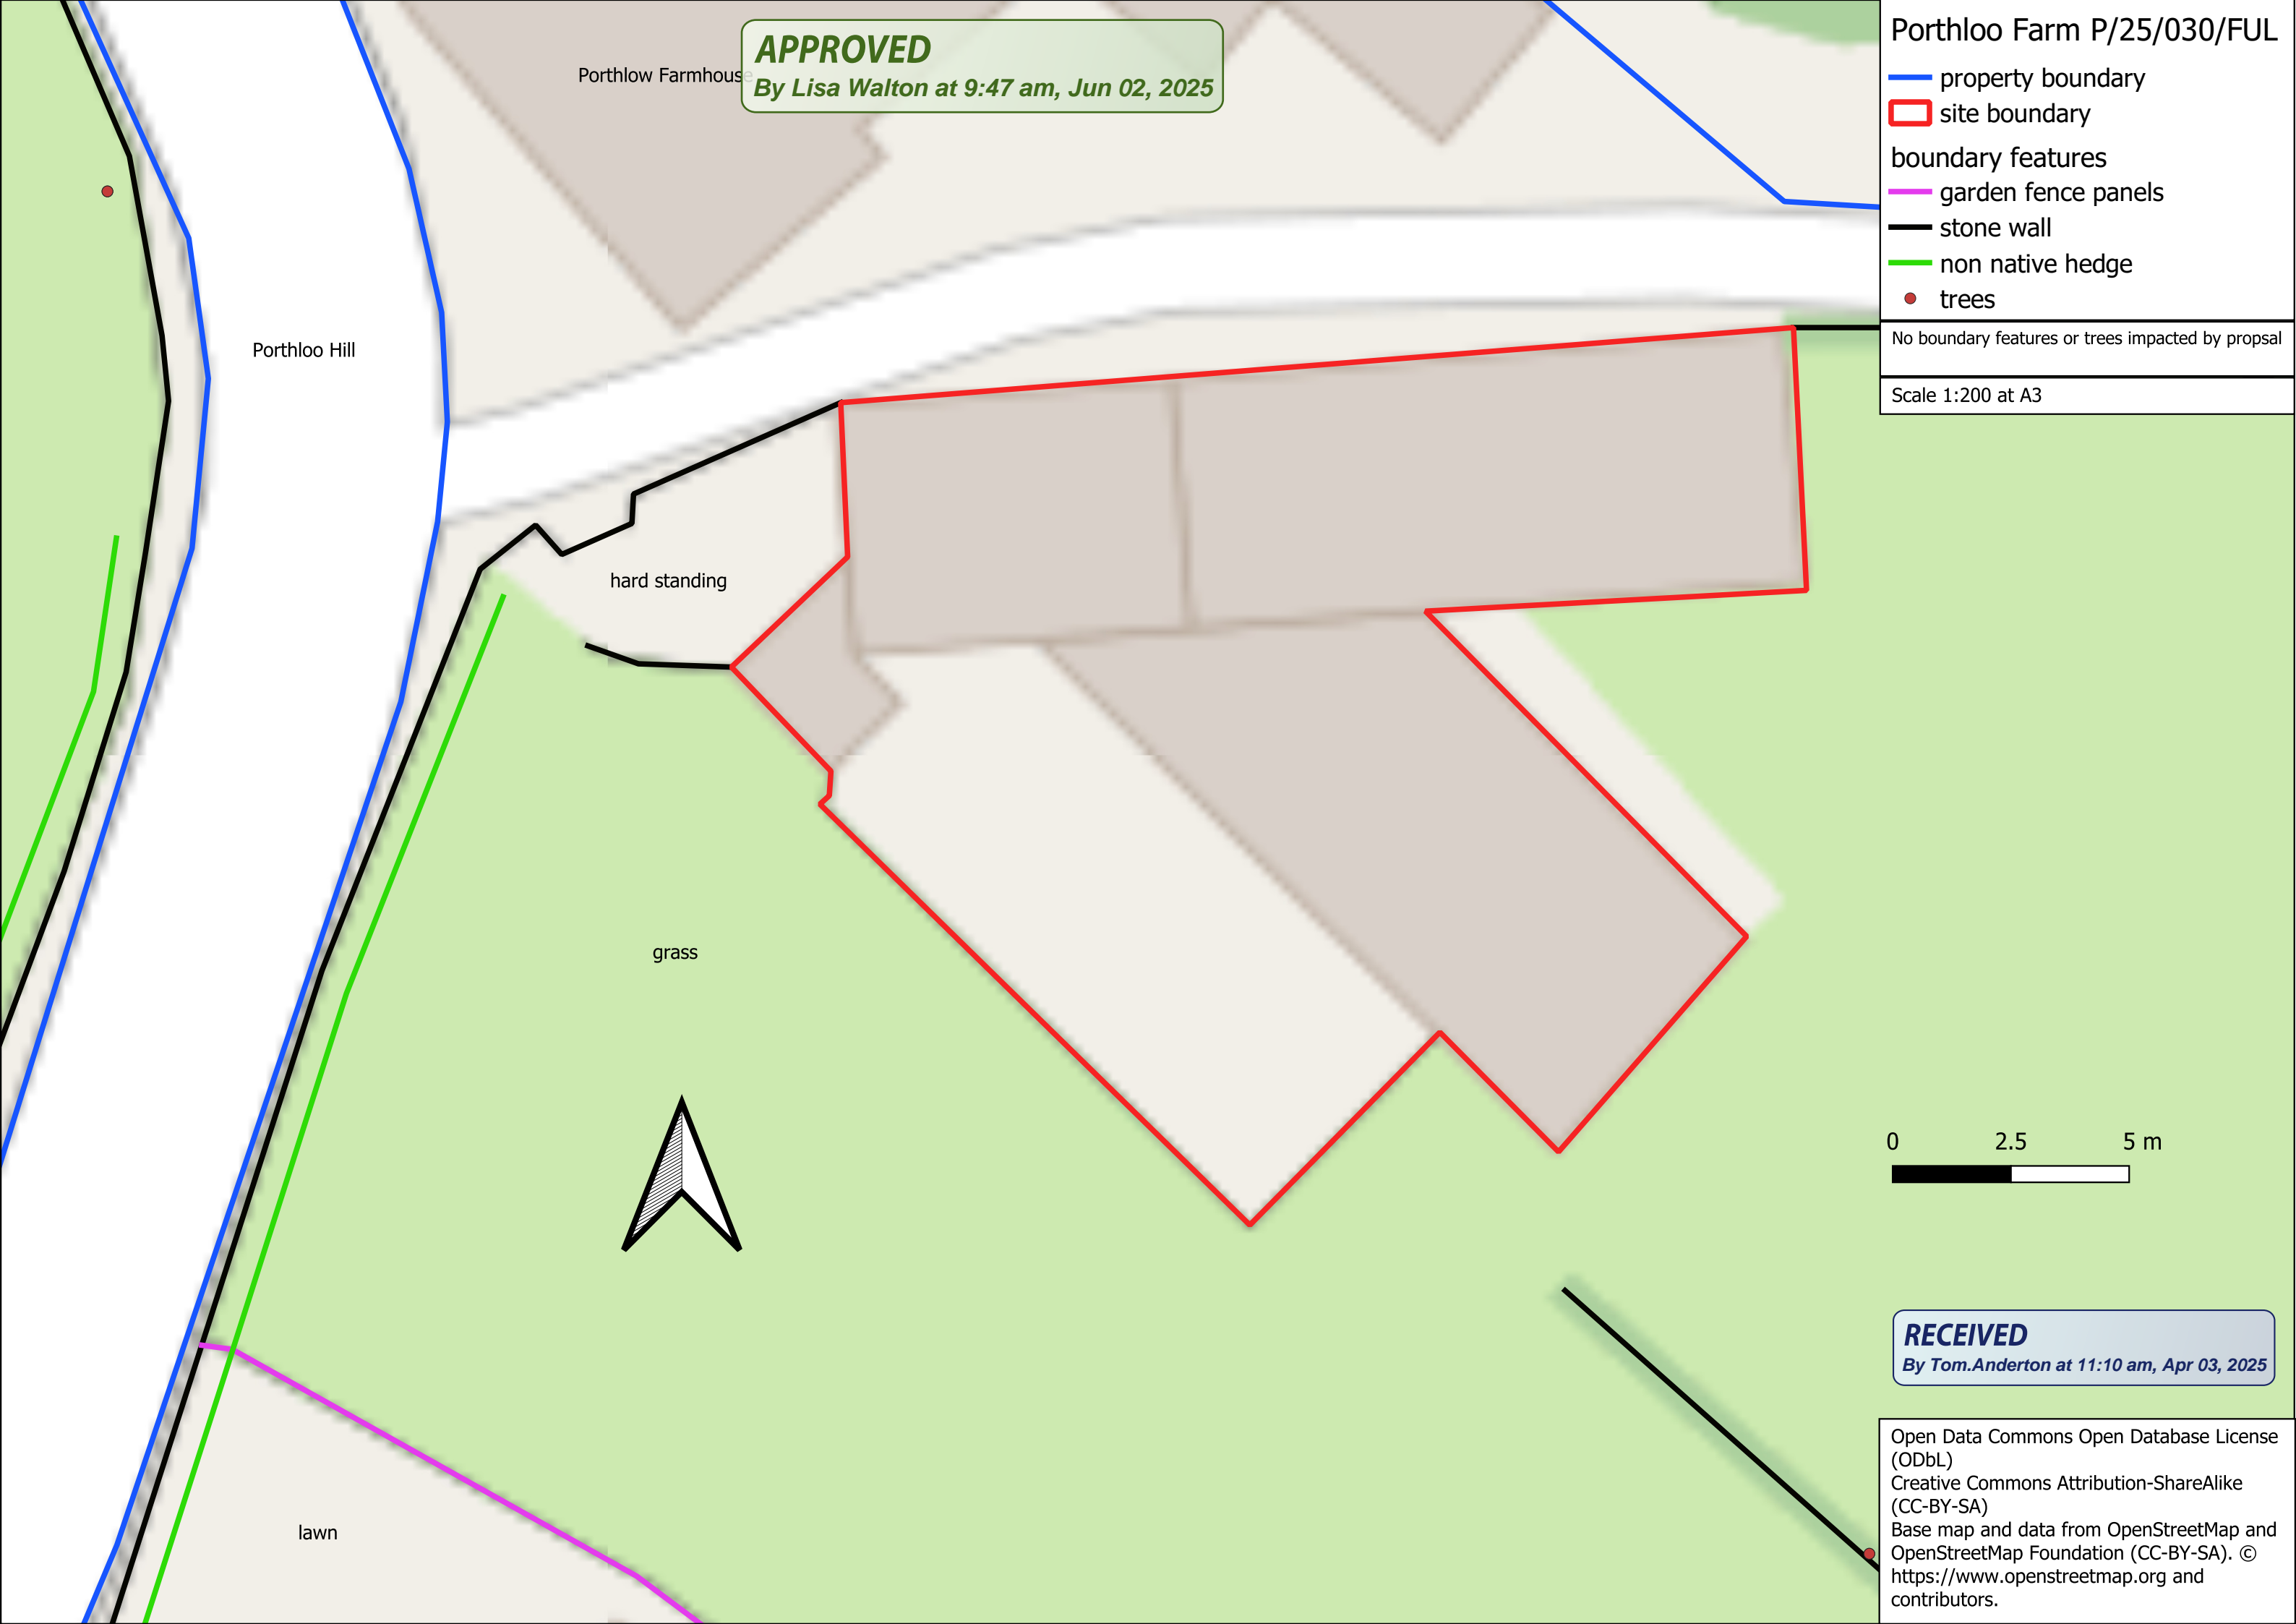 Porthloo Farm P/25/030/FUL
property boundary
site boundary
boundary features
garden fence panels
stone wall
non native hedge
trees
No boundary features or trees impacted by propsal
Scale 1:200 at A3
APPROVED
By Lisa Walton at 9:47 am, Jun 02, 2025
Porthlow Farmhouse
Porthloo Hill
hard standing
grass
lawn
0 2.5 5 m
RECEIVED
By Tom.Anderton at 11:10 am, Apr 03, 2025
Open Data Commons Open Database License
(ODbL)
Creative Commons Attribution-ShareAlike
(CC-BY-SA)
Base map and data from OpenStreetMap and
OpenStreetMap Foundation (CC-BY-SA). ©
https://www.openstreetmap.org and
contributors.